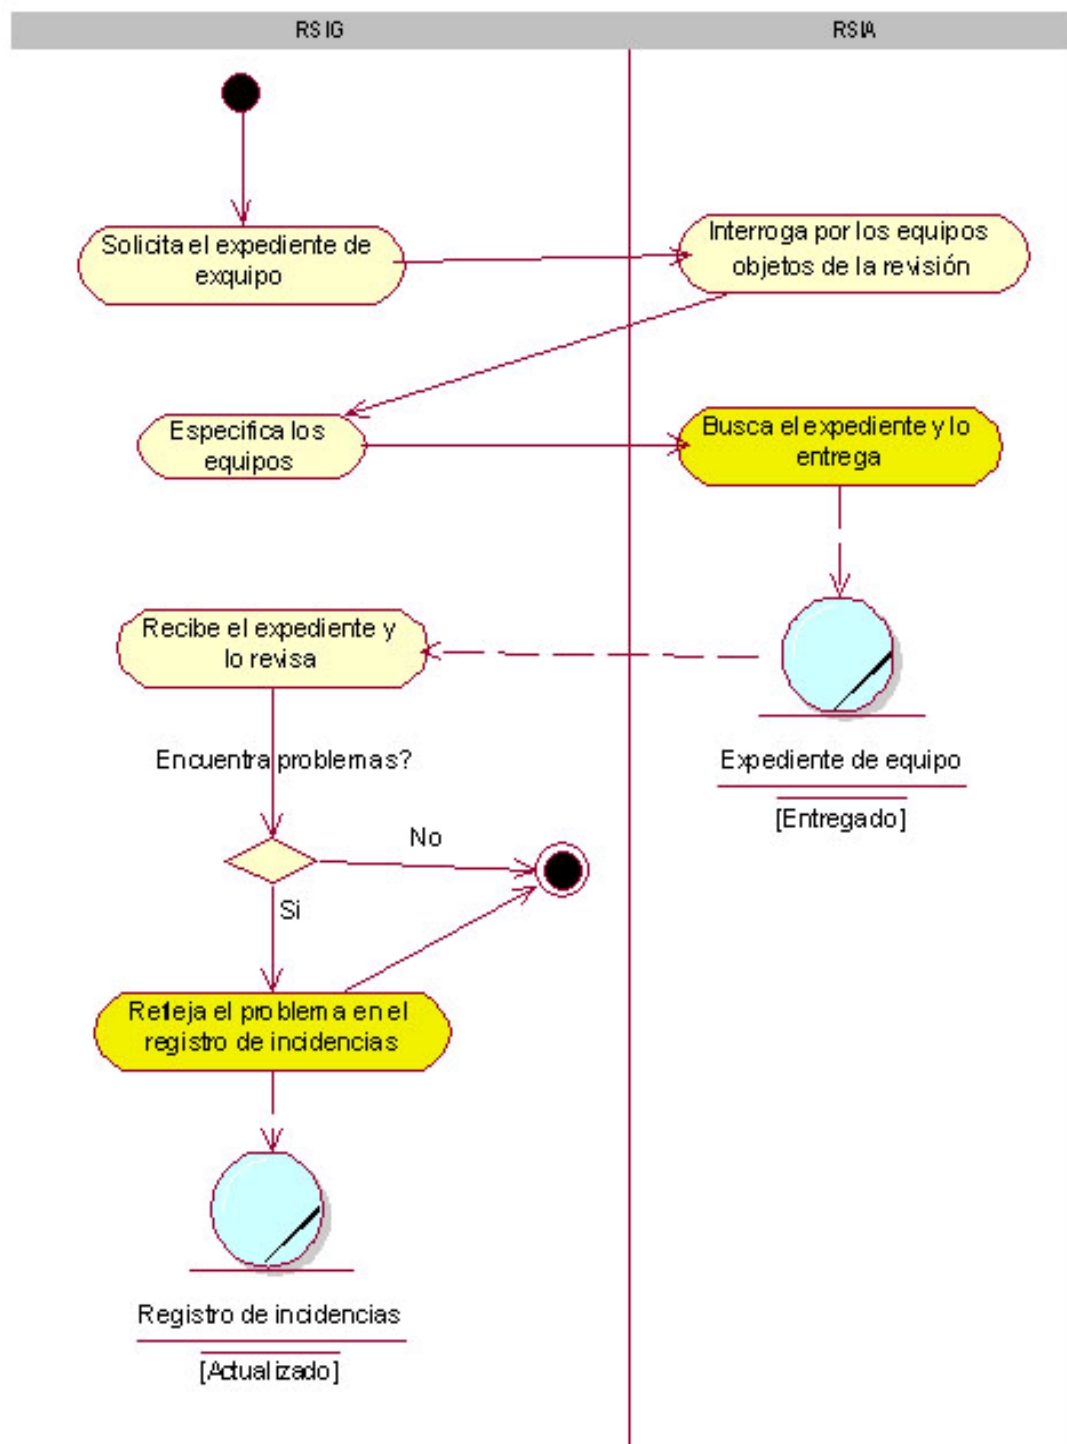 RSIG
RSIA
Solicita el expediente de
exquipo
Interroga por los equipos
objetos de la revisión
Especifica los
equipos
Busca el expediente y lo
entrega
Recibe el expediente y
lo revisa
Encuentra problemas?
Expediente de equipo
[Entregado]
No
Si
Refleja el problema en el
registro de incidencias
Registro de incidencias
[Actualizado]